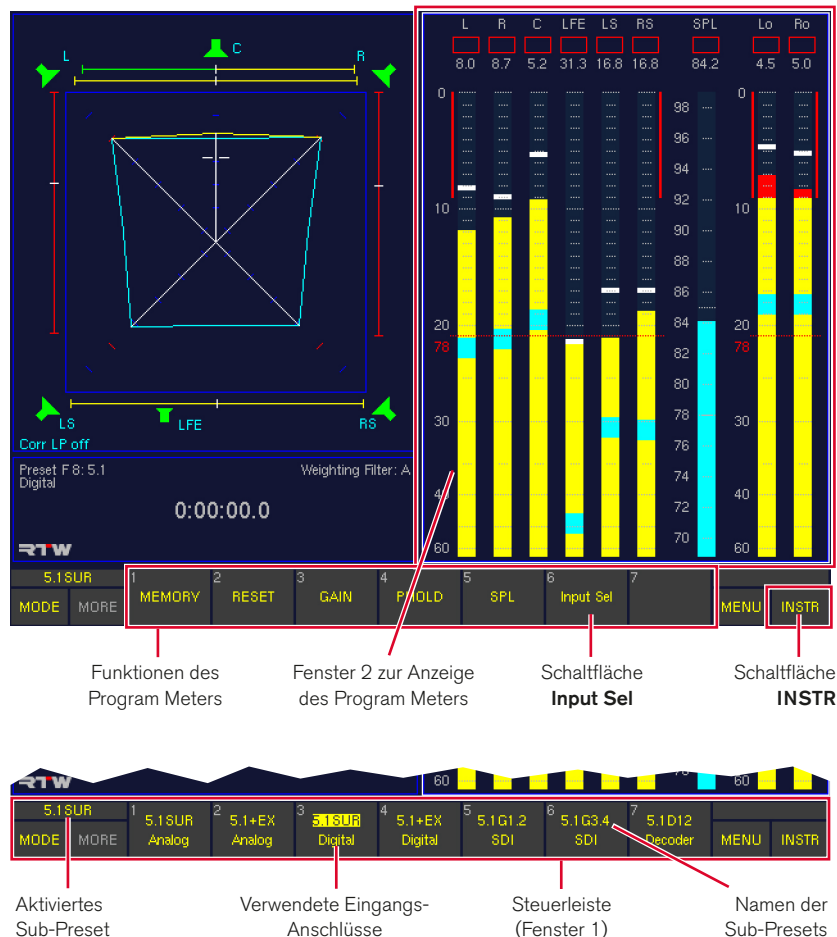 L R C LFE LS RS SPL Lo Ro
8.0 8.7 5.2 31.3 16.8 16.8 84.2 4.5 5.0
L C R
0 98 0
96
94
92
10 90 10
88
86
20 84 20
78 82 78
80
30 78 30
76
74
40 72 40
70
60 60
LS LFE RS
Corr LP off
Preset F 8: 5.1 Weighting Filter: A
Digital
0:00:00.0
RTW
5.1SUR 1 2 3 4 5 6 7
MODE MORE MEMORY RESET GAIN PMOLD SPL Input Sel MENU INSTR
Funktionen des Fenster 2 zur Anzeige Schaltfläche Schaltfläche
Program Meters des Program Meters Input Sel INSTR
RTW 60 60
5.1SUR 1 5.1SUR 2 5.1+EX 3 5.1SUR 4 5.1+EX 5 5.1G1.2 6 5.1G3.4 7 5.1D12
MODE MORE Analog Analog Digital Digital SDI SDI Decoder MENU INSTR
Aktiviertes Verwendete Eingangs- Steuerleiste Namen der
Sub-Preset Anschlüsse (Fenster 1) Sub-Presets